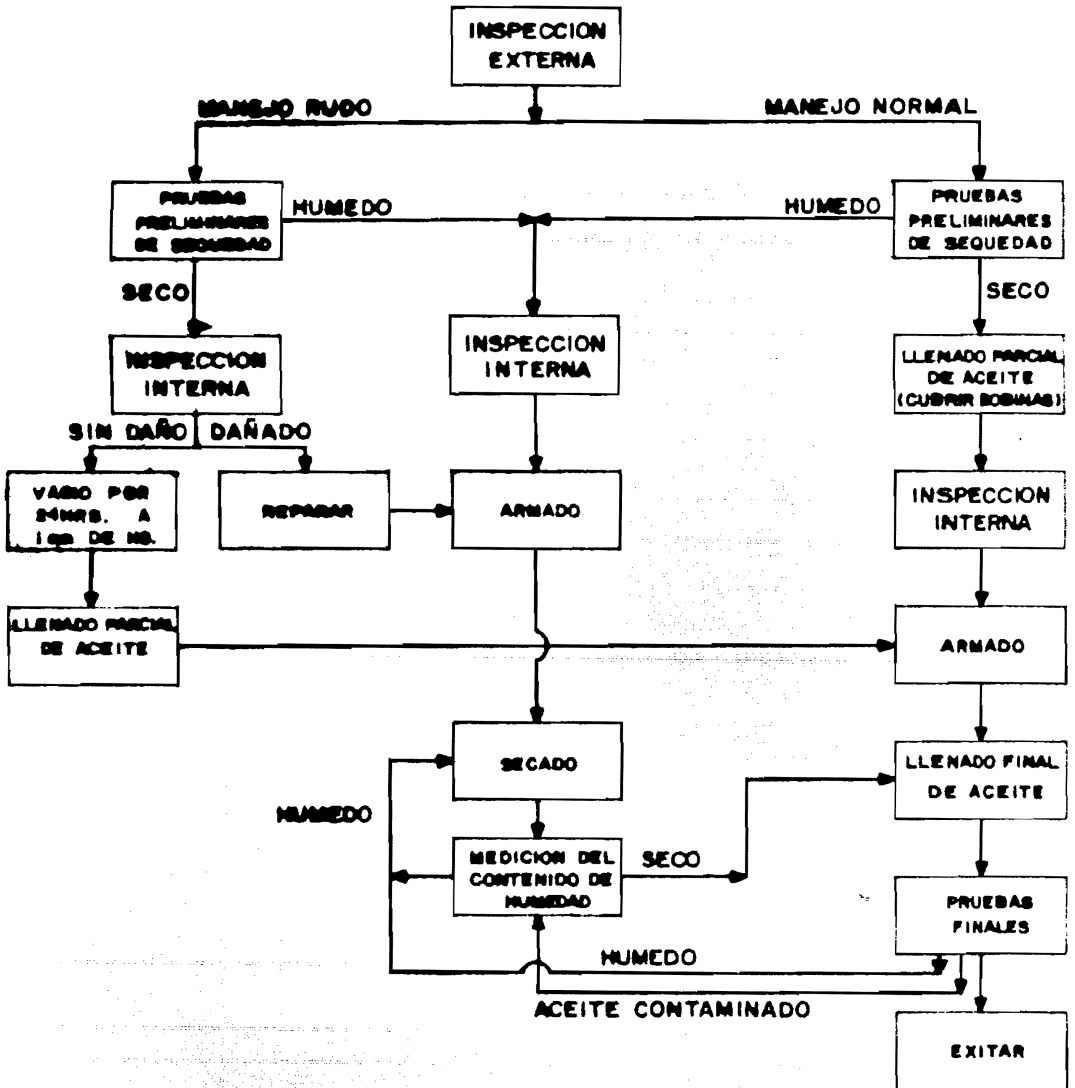 INSPECCION
EXTERNA
MANEJO RUDO
MANEJO NORMAL
PRUEBAS
PRELIMINARES
DE SEQUEDAD
HUMEDO
HUMEDO
PRUEBAS
PRELIMINARES
DE SEQUEDAD
SECO
SECO
INSPECCION
INTERNA
INSPECCION
INTERNA
LLENADO PARCIAL
DE ACEITE
(CUBRIR BOBINAS)
SIN DAÑO
DAÑADO
VACIO POR
24HRS. A
1 mm DE HG.
REPARAR
ARMADO
INSPECCION
INTERNA
LLENADO PARCIAL
DE ACEITE
ARMADO
SECADO
LLENADO FINAL
DE ACEITE
HUMEDO
MEDICION DEL
CONTENIDO DE
HUMEDAD
SECO
PRUEBAS
FINALES
HUMEDO
ACEITE CONTAMINADO
EXITAR